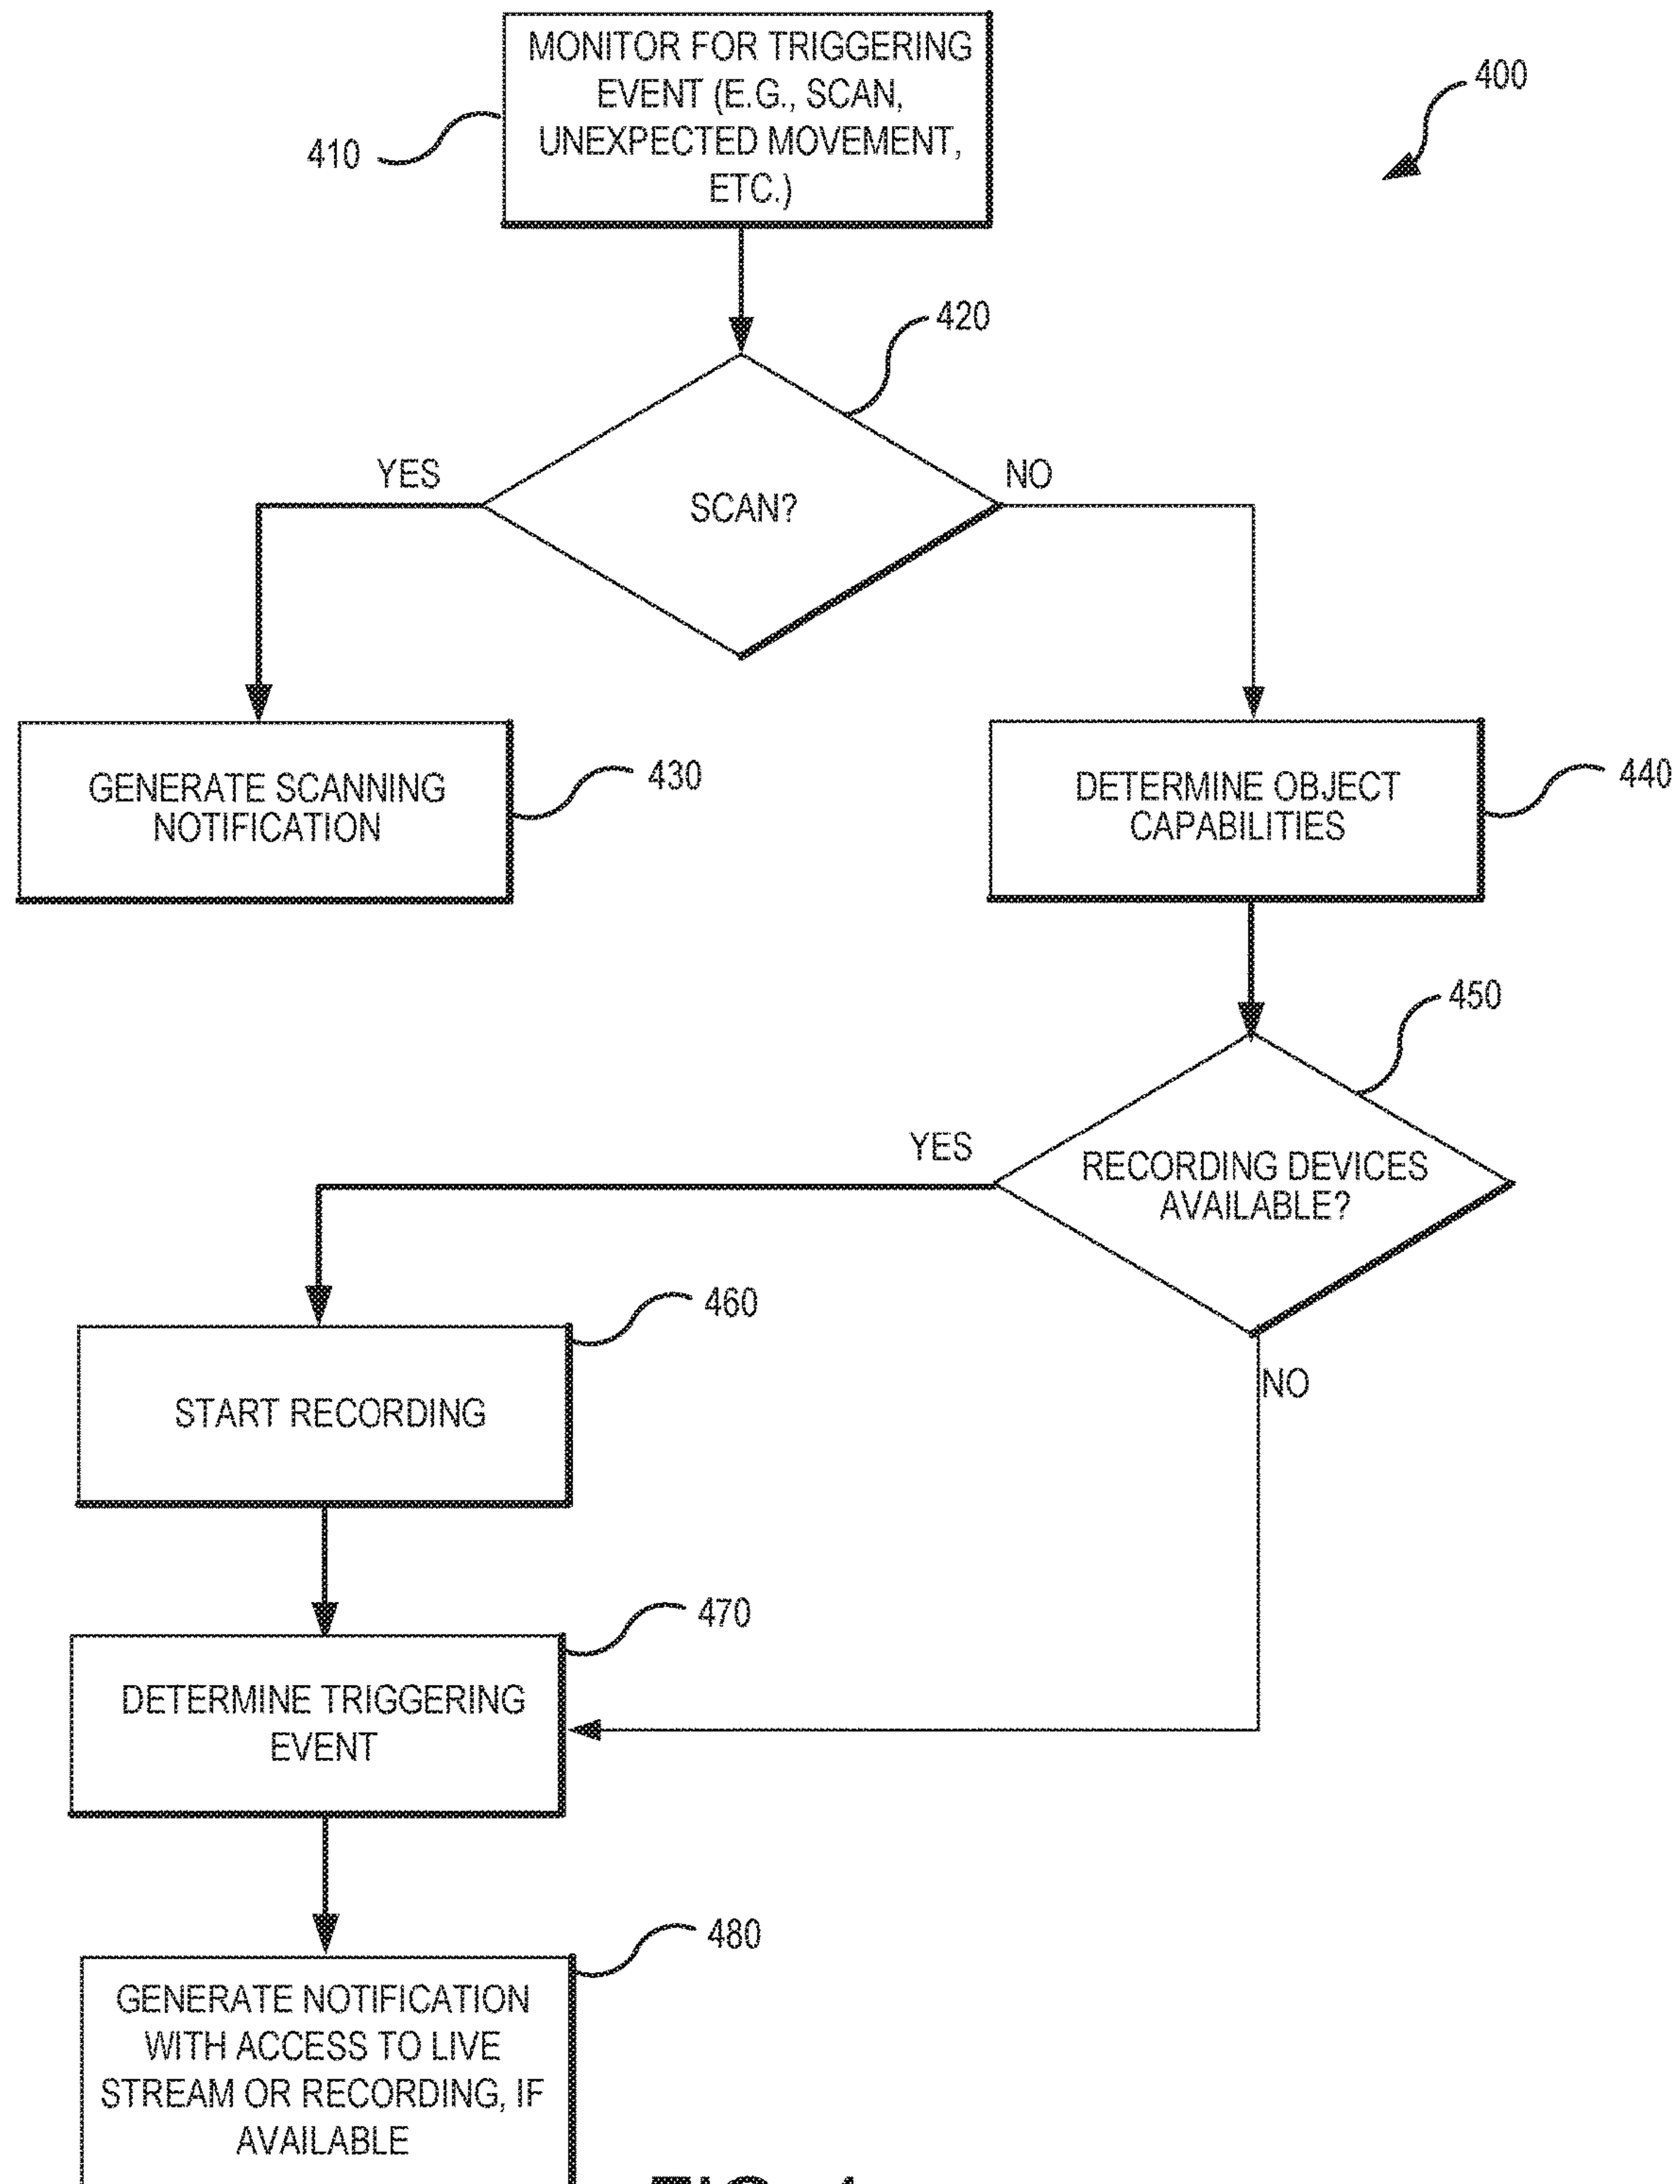 MONITOR FOR TRIGGERING
EVENT (E.G., SCAN,
UNEXPECTED MOVEMENT,
ETC.)
400
410
420
YES
NO
SCAN?
GENERATE SCANNING
NOTIFICATION
430
DETERMINE OBJECT
CAPABILITIES
440
450
YES
RECORDING DEVICES
AVAILABLE?
460
NO
START RECORDING
470
DETERMINE TRIGGERING
EVENT
480
GENERATE NOTIFICATION
WITH ACCESS TO LIVE
STREAM OR RECORDING, IF
AVAILABLE